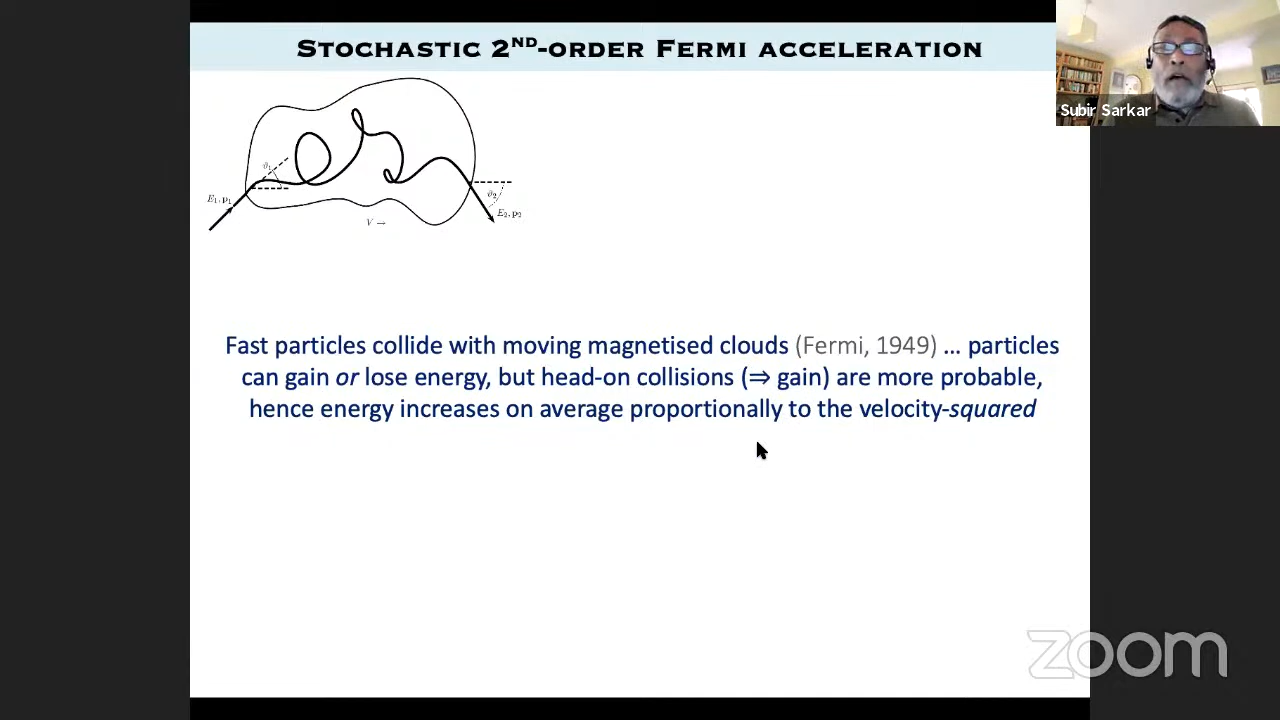 STOCHASTIC 2ND-ORDER FERMI ACCELERATION
Subir Sarkar
ϑ1
E1, p1
ϑ2
E2, p2
V →
Fast particles collide with moving magnetised clouds (Fermi, 1949) … particles
can gain or lose energy, but head-on collisions (⇒ gain) are more probable,
hence energy increases on average proportionally to the velocity-squared
zoom